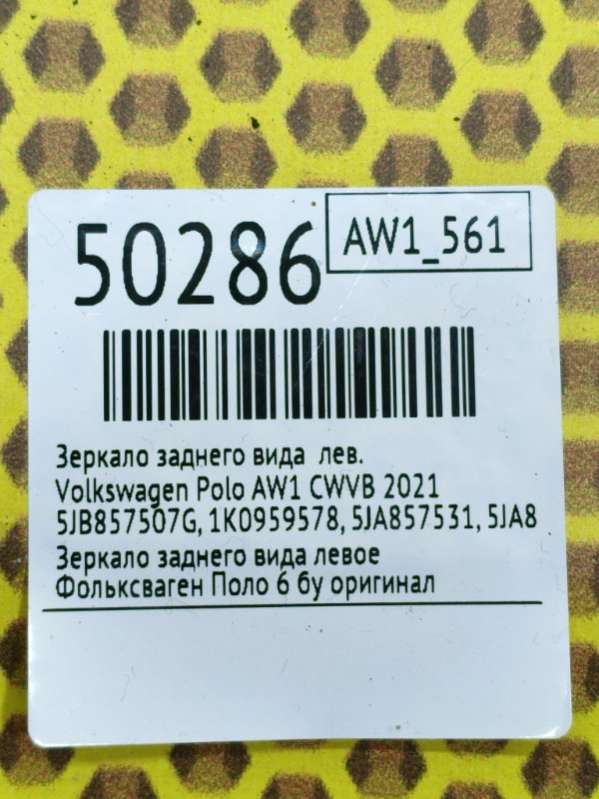 50286
AW1_561
Зеркало заднего вида лев.
Volkswagen Polo AW1 CWVB 2021
5JB857507G, 1K0959578, 5JA857531, 5JA8
Зеркало заднего вида левое
Фольксваген Поло 6 бу оригинал